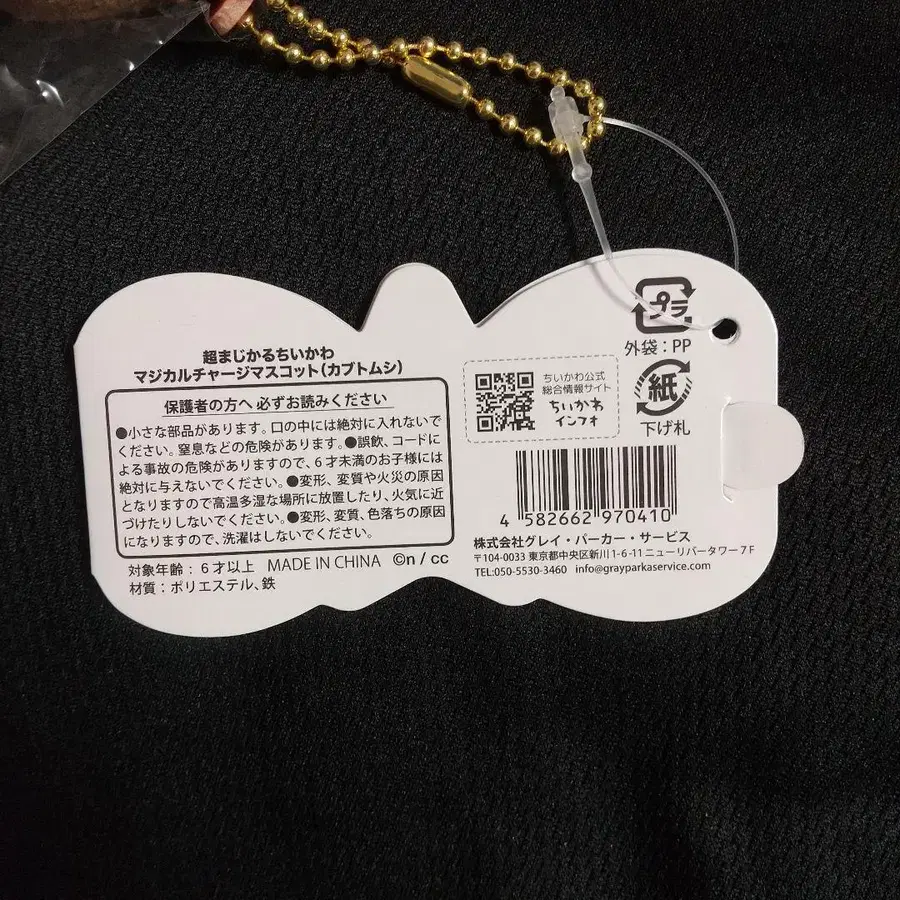 超まじかるちいかわ
マジカルチャージマスコット(カブトムシ)
保護者の方へ 必ずお読みください
●小さな部品があります。口の中には絶対に入れないで
ください。窒息などの危険があります。●誤飲、コードに
よる事故の危険がありますので、6才未満のお子様には
絶対に与えないでください。●変形、変質や火災の原因
となりますので高温多湿な場所に放置したり、火気に近
づけたりしないでください。●変形、変質、色落ちの原因
になりますので、洗濯はしないでください。
対象年齢:6才以上 MADE IN CHINA ©n / cc
材質:ポリエステル、鉄
プラ
外袋:PP
ちいかわ公式
総合情報サイト
ちいかわ
インフォ
紙
下げ札
4 582662 970410
株式会社グレイ・パーカー・サービス
〒104-0033 東京都中央区新川1-6-11 ニューリバータワー7F
TEL:050-5530-3460 info@grayparkaservice.com